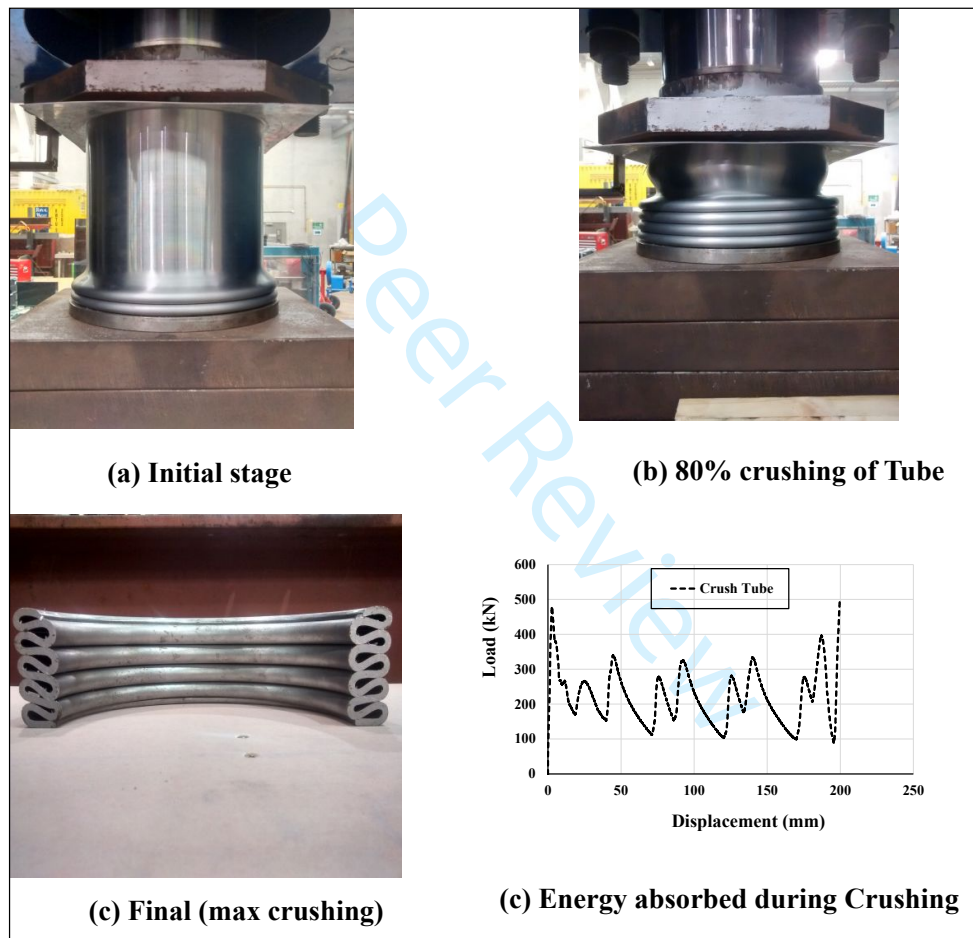 (a) Initial stage
(b) 80% crushing of Tube
Peer Review
(c) Final (max crushing)
600
500
400
300
200
100
0
Load (kN)
Crush Tube
0
50
100
150
200
250
Displacement (mm)
(c) Energy absorbed during Crushing